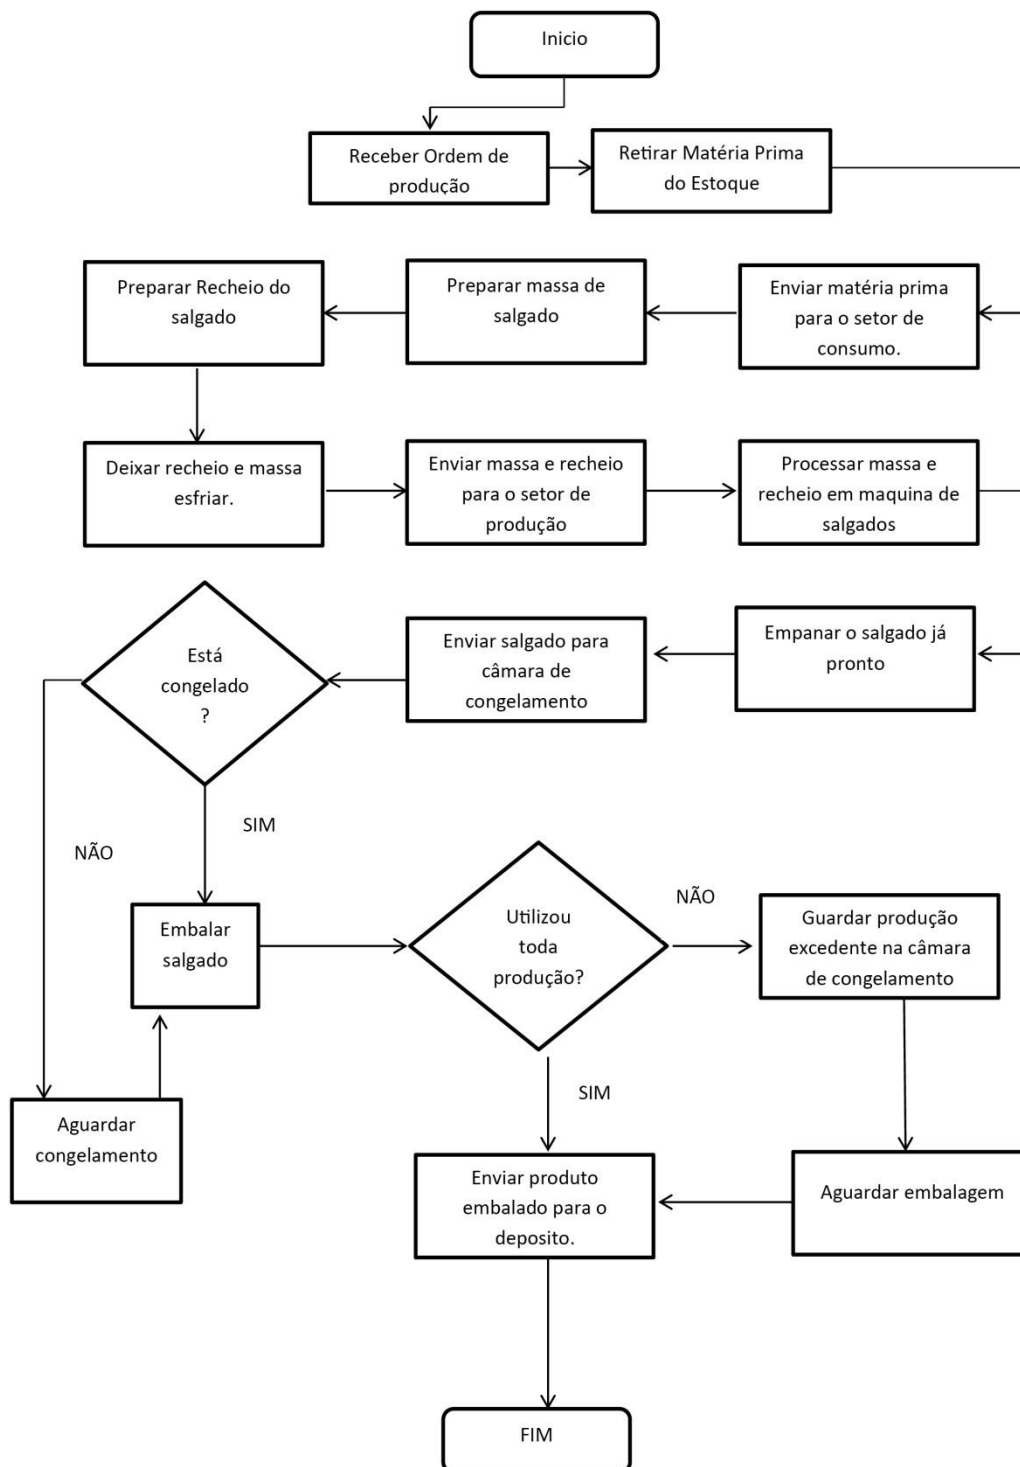 Inicio
Receber Ordem de
produção
Retirar Matéria Prima
do Estoque
Preparar Recheio do
salgado
Preparar massa de
salgado
Enviar matéria prima
para o setor de
consumo.
Deixar recheio e massa
esfriar.
Enviar massa e recheio
para o setor de
produção
Processar massa e
recheio em maquina de
salgados
Está
congelado
?
Enviar salgado para
câmara de
congelamento
Empanar o salgado já
pronto
SIM
NÃO
Embalar
salgado
Utilizou
toda
produção?
NÃO
Guardar produção
excedente na câmara
de congelamento
SIM
Aguardar
congelamento
Enviar produto
embalado para o
deposito.
Aguardar embalagem
FIM